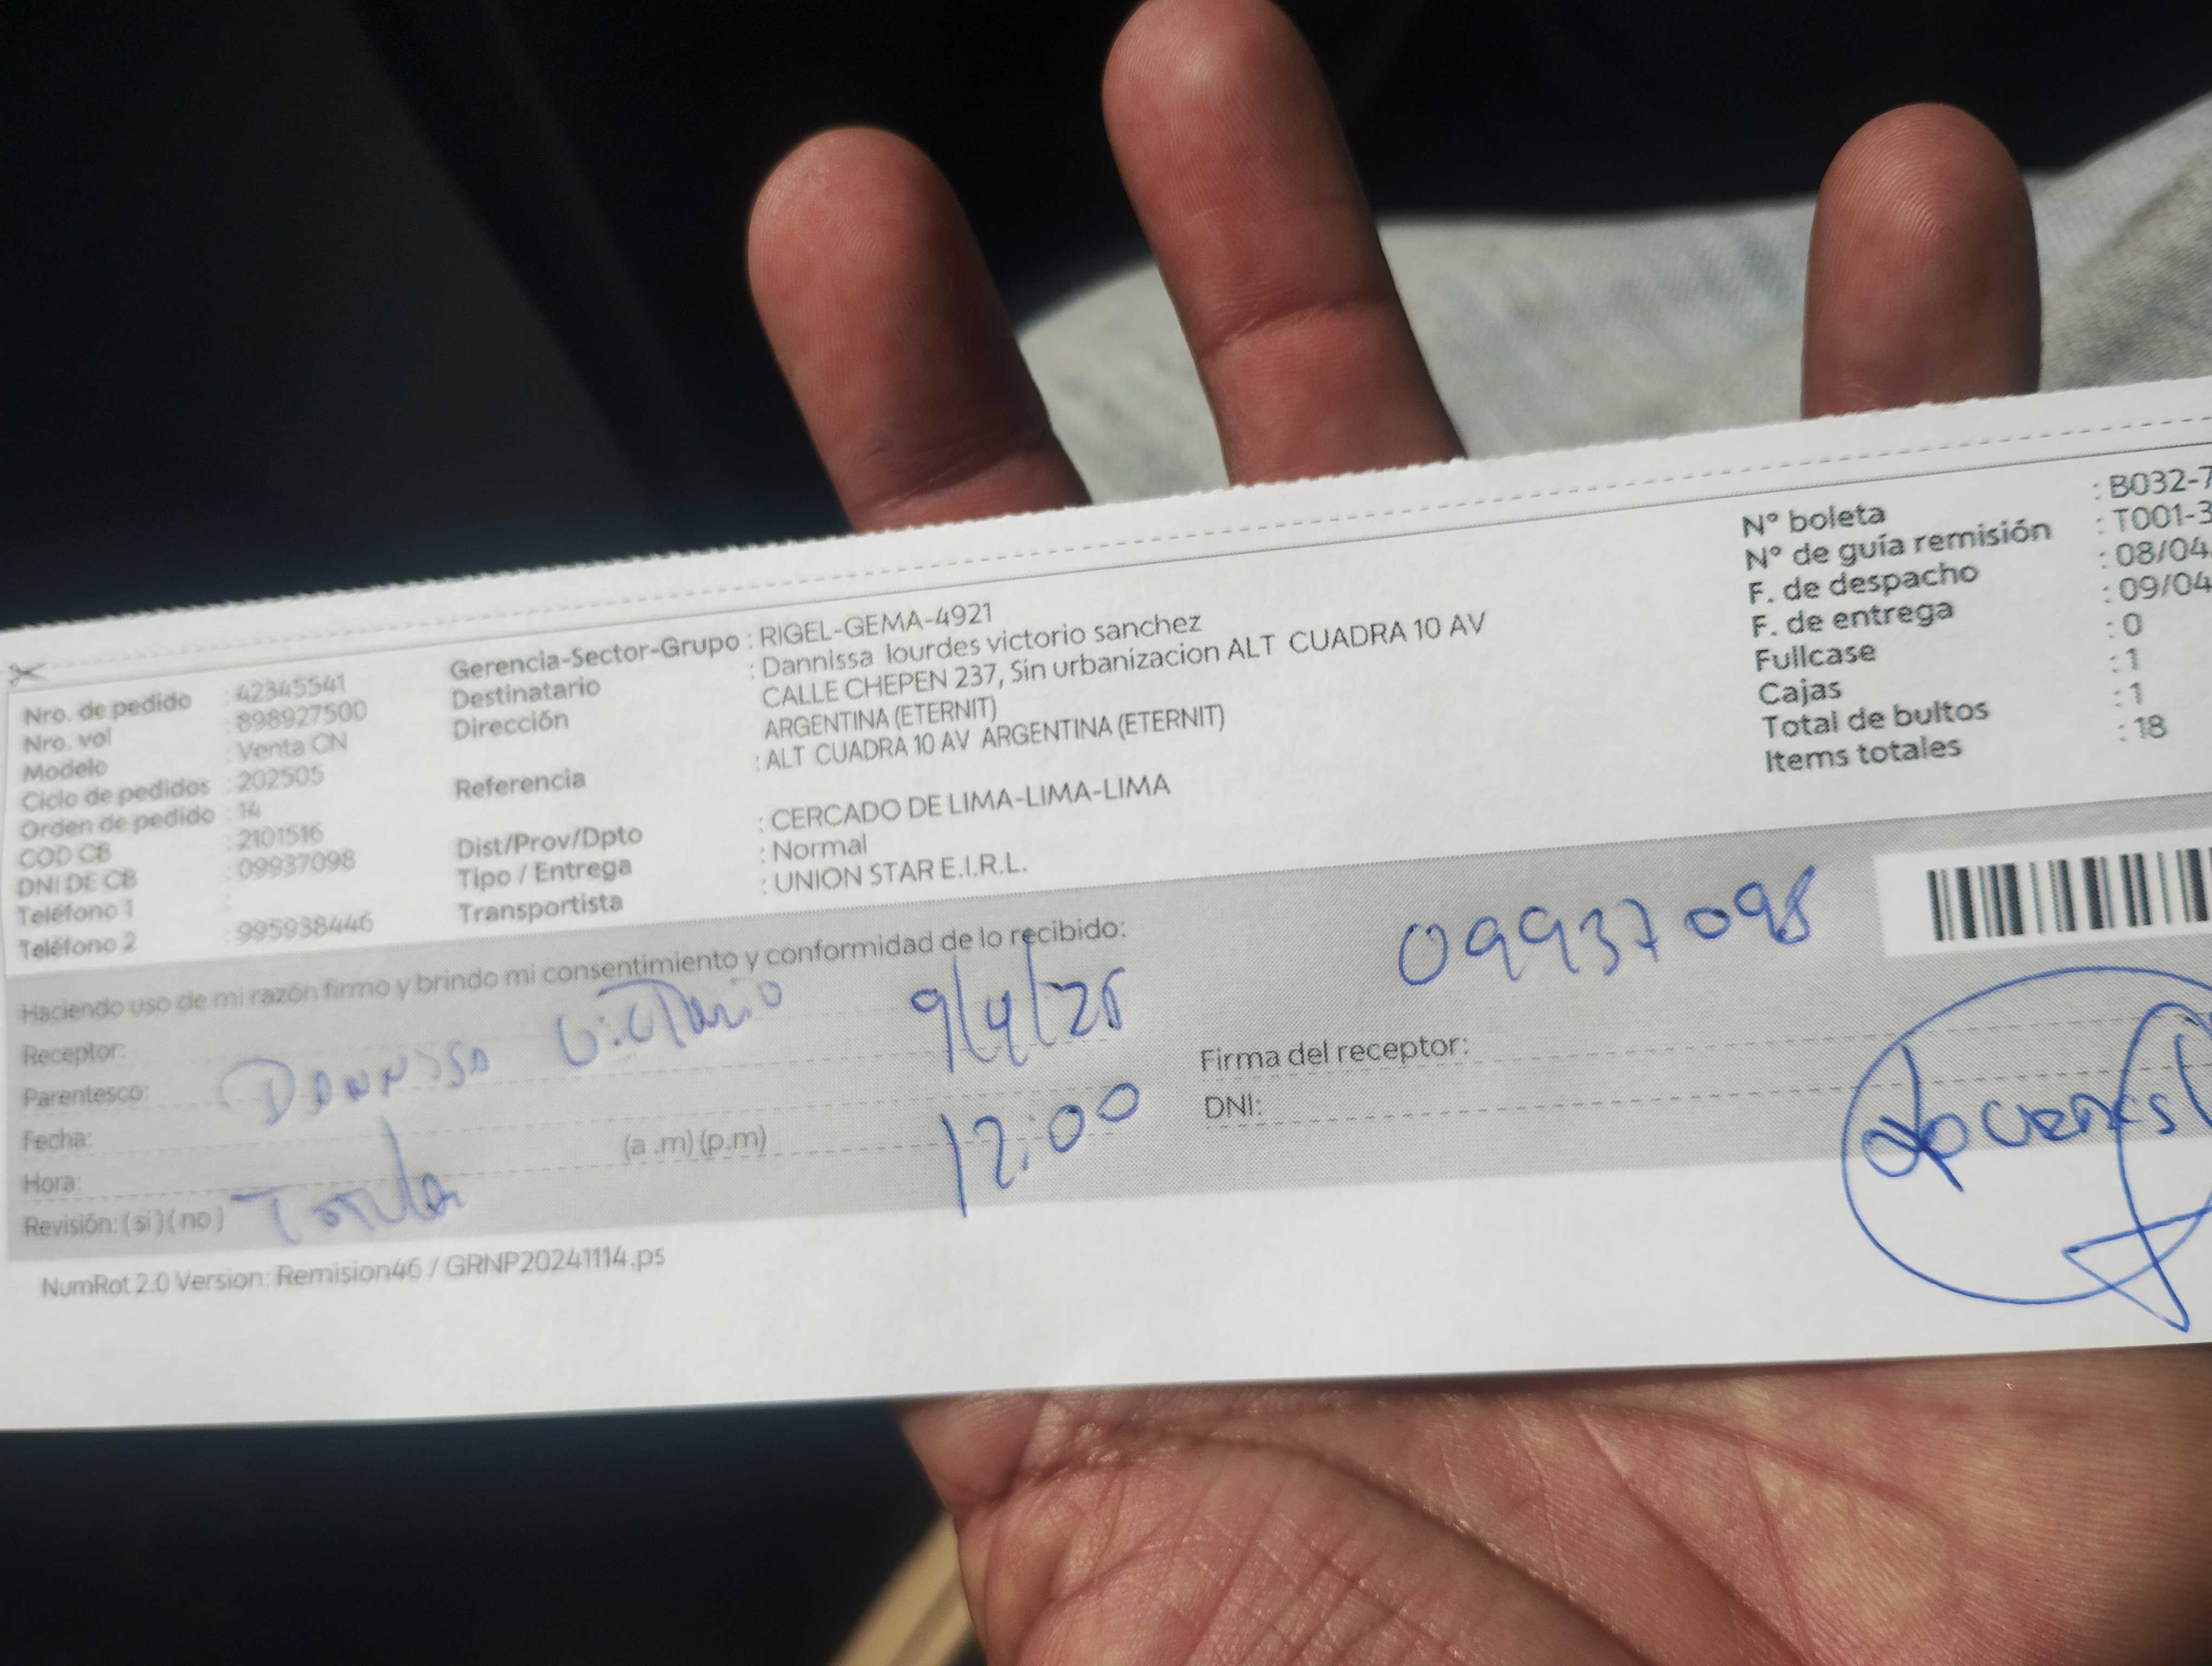 Nro. de pedido : 42345541
Nro. vol : 898927500
Modelo : Venta CN
Ciclo de pedidos : 202505
Orden de pedido : 14
COD CB : 2101516
DNI DE CB : 09937098
Teléfono 1 :
Teléfono 2 : 995938446
Gerencia-Sector-Grupo : RIGEL-GEMA-4921
Destinatario : Dannissa lourdes victorio sanchez
Dirección CALLE CHEPEN 237, Sin urbanizacion ALT CUADRA 10 AV
ARGENTINA (ETERNIT)
Referencia : ALT CUADRA 10 AV ARGENTINA (ETERNIT)
Dist/Prov/Dpto : CERCADO DE LIMA-LIMA-LIMA
Tipo / Entrega : Normal
Transportista : UNION STAR E.I.R.L.
N° boleta : B032-7
N° de guía remisión : T001-3
F. de despacho : 08/04
F. de entrega : 09/04
Fullcase : 0
Cajas : 1
Total de bultos : 1
Items totales : 18
Haciendo uso de mi razón firmo y brindo mi consentimiento y conformidad de lo recibido:
Receptor:
Parentesco:
Fecha:
Hora: (a .m) (p.m)
Revisión: ( si ) ( no )
9/4/25
12:00
09937098
Firma del receptor:
DNI:
NumRot 2.0 Version: Remision46 / GRNP20241114.ps